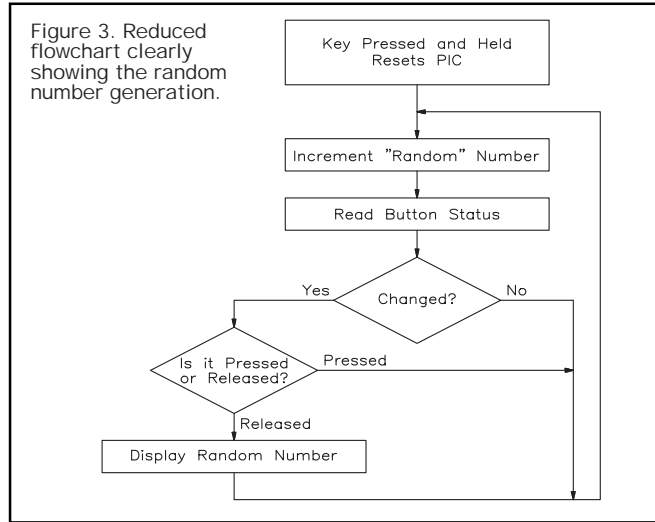 Figure 3. Reduced
flowchart clearly
showing the random
number generation.
Key Pressed and Held
Resets PIC
Increment "Random" Number
Read Button Status
Changed?
Yes
No
Is it Pressed
or Released?
Pressed
Released
Display Random Number